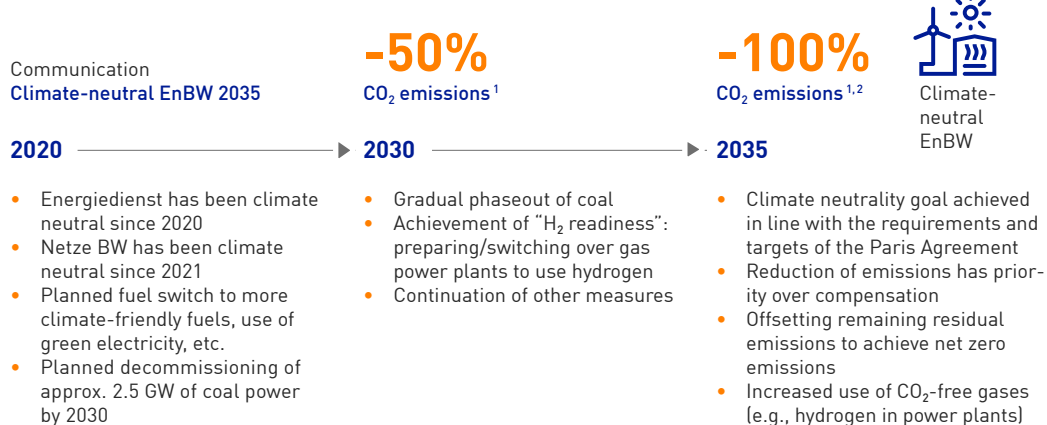 Communication
Climate-neutral EnBW 2035
2020
• Energiedienst has been climate
neutral since 2020
• Netze BW has been climate
neutral since 2021
• Planned fuel switch to more
climate-friendly fuels, use of
green electricity, etc.
• Planned decommissioning of
approx. 2.5 GW of coal power
by 2030
-50%
CO₂ emissions¹
2030
• Gradual phaseout of coal
• Achievement of “H₂ readiness”:
preparing/switching over gas
power plants to use hydrogen
• Continuation of other measures
-100%
CO₂ emissions¹,²
2035
Climate-
neutral
EnBW
• Climate neutrality goal achieved
in line with the requirements and
targets of the Paris Agreement
• Reduction of emissions has prior-
ity over compensation
• Offsetting remaining residual
emissions to achieve net zero
emissions
• Increased use of CO₂-free gases
(e.g., hydrogen in power plants)